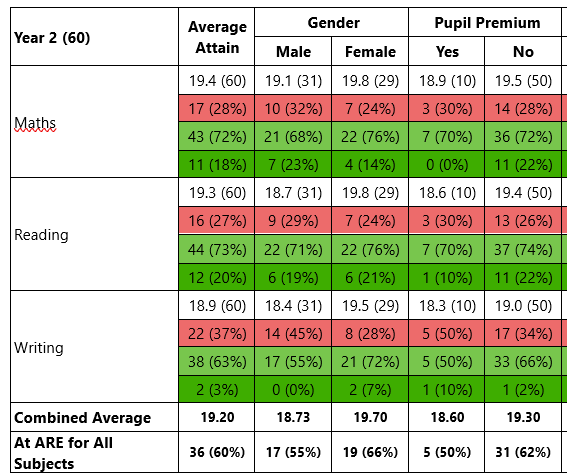 Year 2 (60) Average Attain Gender Pupil Premium
Male Female Yes No
Maths
19.4 (60) 19.1 (31) 19.8 (29) 18.9 (10) 19.5 (50)
17 (28%) 10 (32%) 7 (24%) 3 (30%) 14 (28%)
43 (72%) 21 (68%) 22 (76%) 7 (70%) 36 (72%)
11 (18%) 7 (23%) 4 (14%) 0 (0%) 11 (22%)
Reading
19.3 (60) 18.7 (31) 19.8 (29) 18.6 (10) 19.4 (50)
16 (27%) 9 (29%) 7 (24%) 3 (30%) 13 (26%)
44 (73%) 22 (71%) 22 (76%) 7 (70%) 37 (74%)
12 (20%) 6 (19%) 6 (21%) 1 (10%) 11 (22%)
Writing
18.9 (60) 18.4 (31) 19.5 (29) 18.3 (10) 19.0 (50)
22 (37%) 14 (45%) 8 (28%) 5 (50%) 17 (34%)
38 (63%) 17 (55%) 21 (72%) 5 (50%) 33 (66%)
2 (3%) 0 (0%) 2 (7%) 1 (10%) 1 (2%)
Combined Average 19.20 18.73 19.70 18.60 19.30
At ARE for All
Subjects 36 (60%) 17 (55%) 19 (66%) 5 (50%) 31 (62%)